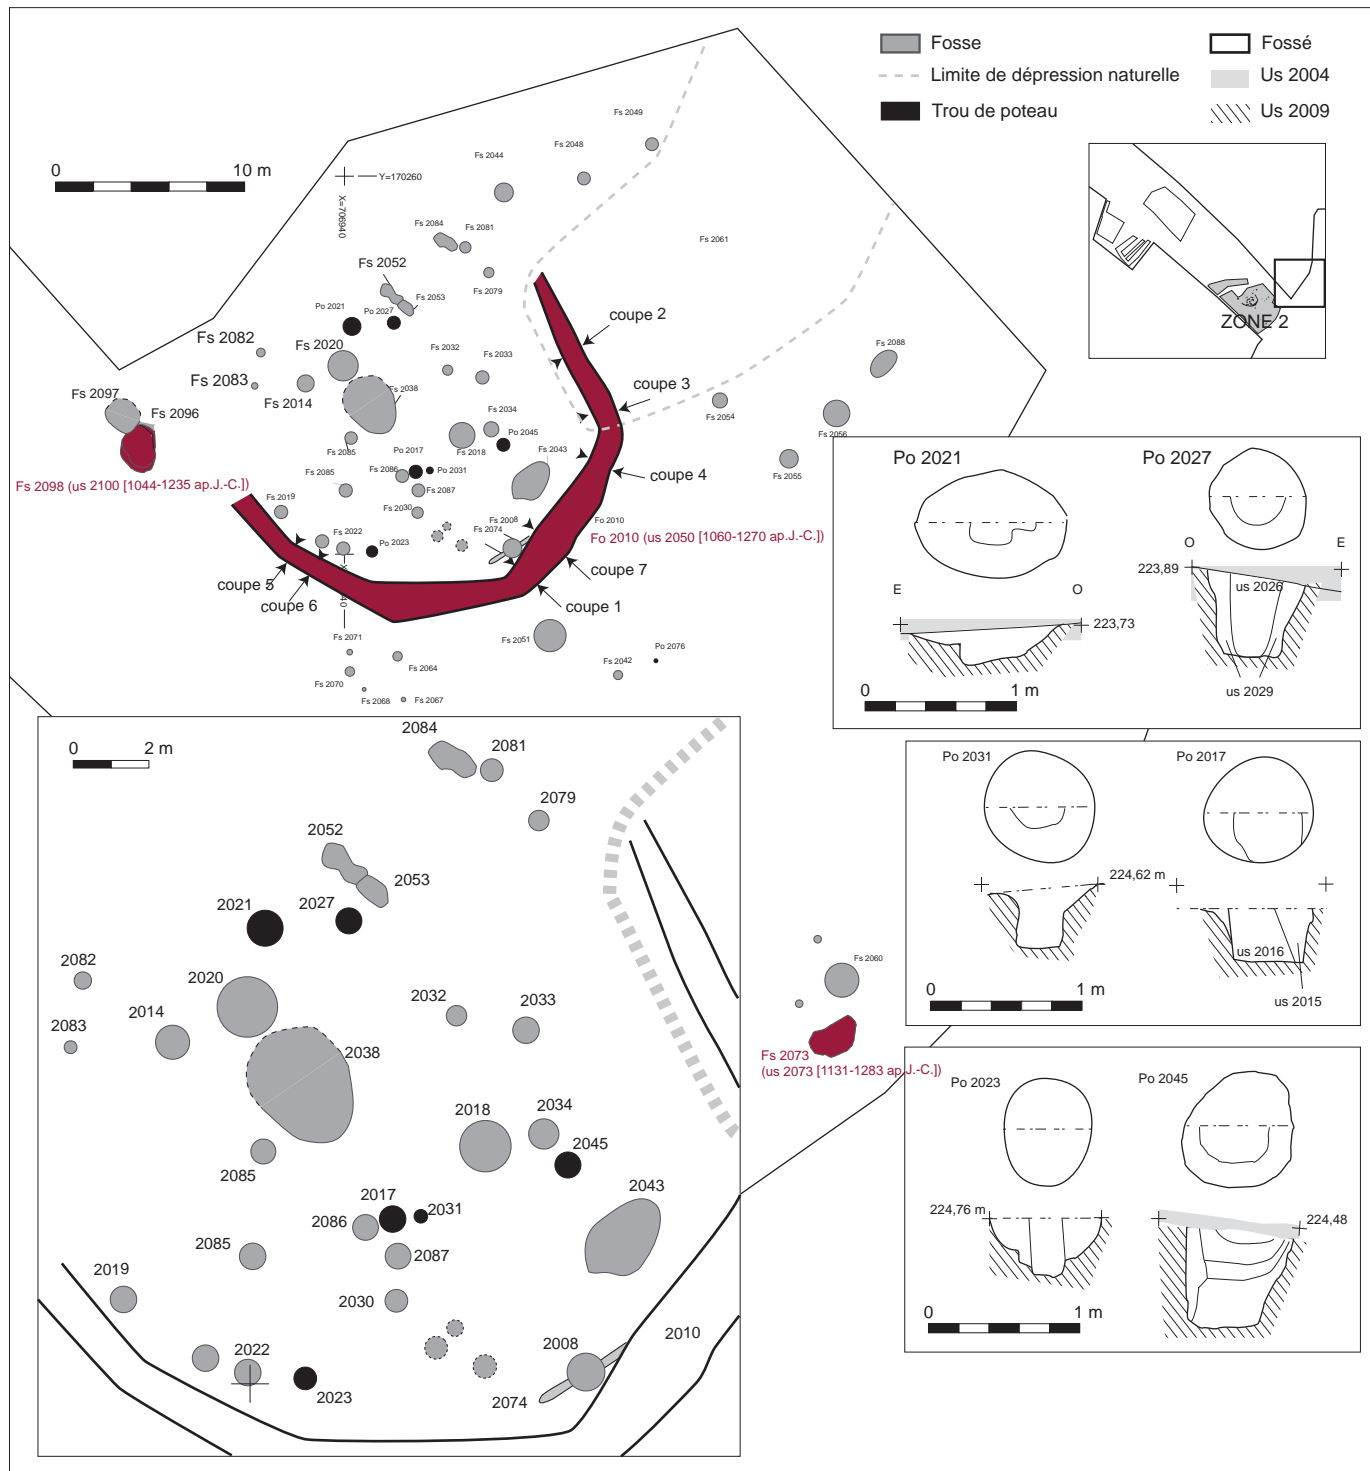 Fosse
Fossé
Limite de dépression naturelle
Us 2004
Trou de poteau
Us 2009
0 10 m
Y=170260
X=706940
ZONE 2
Fs 2049
Fs 2048
Fs 2044
Fs 2084
Fs 2081
Fs 2061
Fs 2052
Fs 2079
Fs 2053
Po 2021
Po 2027
coupe 2
Fs 2082
Fs 2020
Fs 2032
Fs 2033
Fs 2088
Fs 2083
Fs 2014
Fs 2038
coupe 3
Fs 2097
Fs 2096
Fs 2034
Fs 2054
Po 2045
Fs 2056
Fs 2085
Po 2017
Fs 2018
Fs 2043
Fs 2085
Fs 2086
Po 2031
coupe 4
Fs 2055
Fs 2098 (us 2100 [1044-1235 ap.J.-C.])
Fs 2087
Fs 2019
Fs 2030
Fs 2008
Fo 2010
Fs 2022
Fs 2074
Fo 2010 (us 2050 [1060-1270 ap.J.-C.])
Po 2023
coupe 7
coupe 5
coupe 6
40
coupe 1
Fs 2071
Fs 2051
Po 2076
Fs 2064
Fs 2042
Fs 2070
Fs 2068
Fs 2067
Po 2021
Po 2027
O
E
223,89
us 2026
E
O
223,73
us 2029
0 1 m
0 2 m
2084
2081
2079
2052
2053
2021
2027
2082
2020
2032
2033
2083
2014
2038
2018
2034
2045
2085
2017
2031
2043
2086
2085
2087
2019
2030
2010
2022
2008
2023
2074
Fs 2060
Fs 2073
(us 2073 [1131-1283 ap.J.-C.])
Po 2031
Po 2017
224,62 m
us 2016
us 2015
0 1 m
Po 2023
Po 2045
224,76 m
224,48
0 1 m